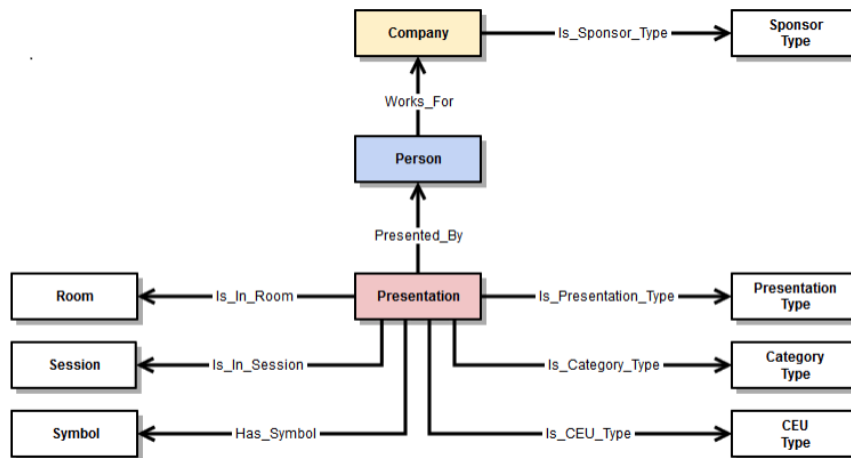 Company
Is_Sponsor_Type
Sponsor
Type
Works_For
Person
Presented_By
Room
Is_In_Room
Presentation
Is_Presentation_Type
Presentation
Type
Session
Is_In_Session
Is_Category_Type
Category
Type
Symbol
Has_Symbol
Is_CEU_Type
CEU
Type